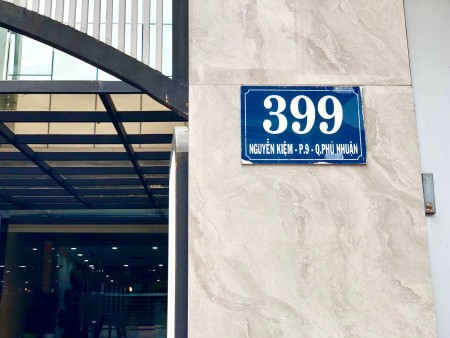 399
NGUYỄN KIỆM - P.9 - Q.PHÚ NHUẬN